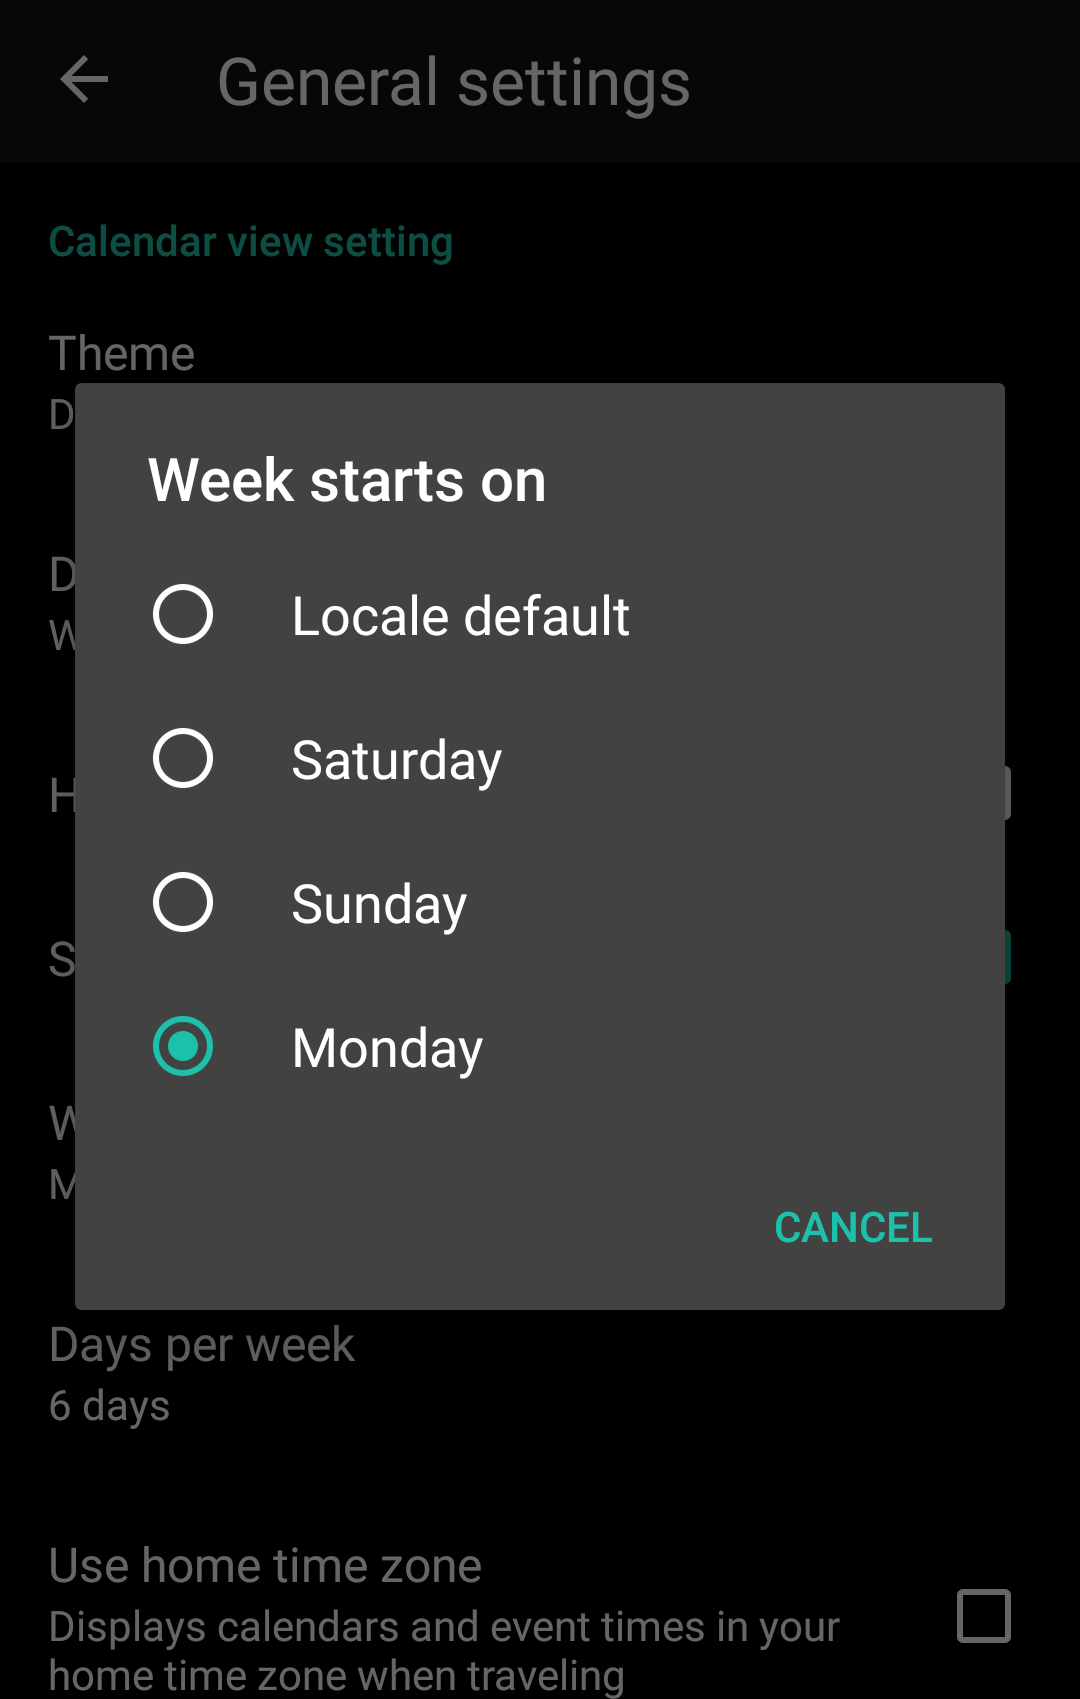 General settings
Calendar view setting
Theme
Week starts on
Locale default
Saturday
Sunday
Monday
CANCEL
Days per week
6 days
Use home time zone
Displays calendars and event times in your
home time zone when traveling